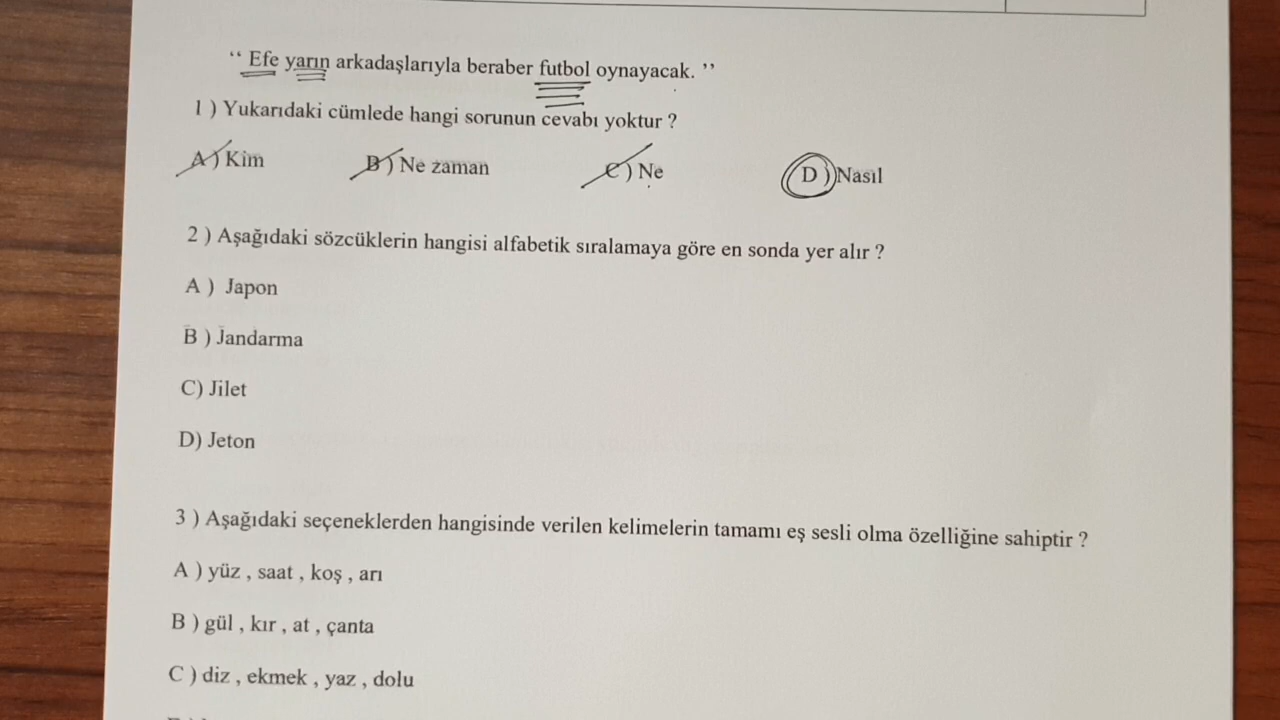 “ Efe yarın arkadaşlarıyla beraber futbol oynayacak. ”
1 ) Yukarıdaki cümlede hangi sorunun cevabı yoktur ?
A ) Kim B ) Ne zaman C ) Ne D ) Nasıl
2 ) Aşağıdaki sözcüklerin hangisi alfabetik sıralamaya göre en sonda yer alır ?
A ) Japon
B ) Jandarma
C) Jilet
D) Jeton
3 ) Aşağıdaki seçeneklerden hangisinde verilen kelimelerin tamamı eş sesli olma özelliğine sahiptir ?
A ) yüz , saat , koş , arı
B ) gül , kır , at , çanta
C ) diz , ekmek , yaz , dolu